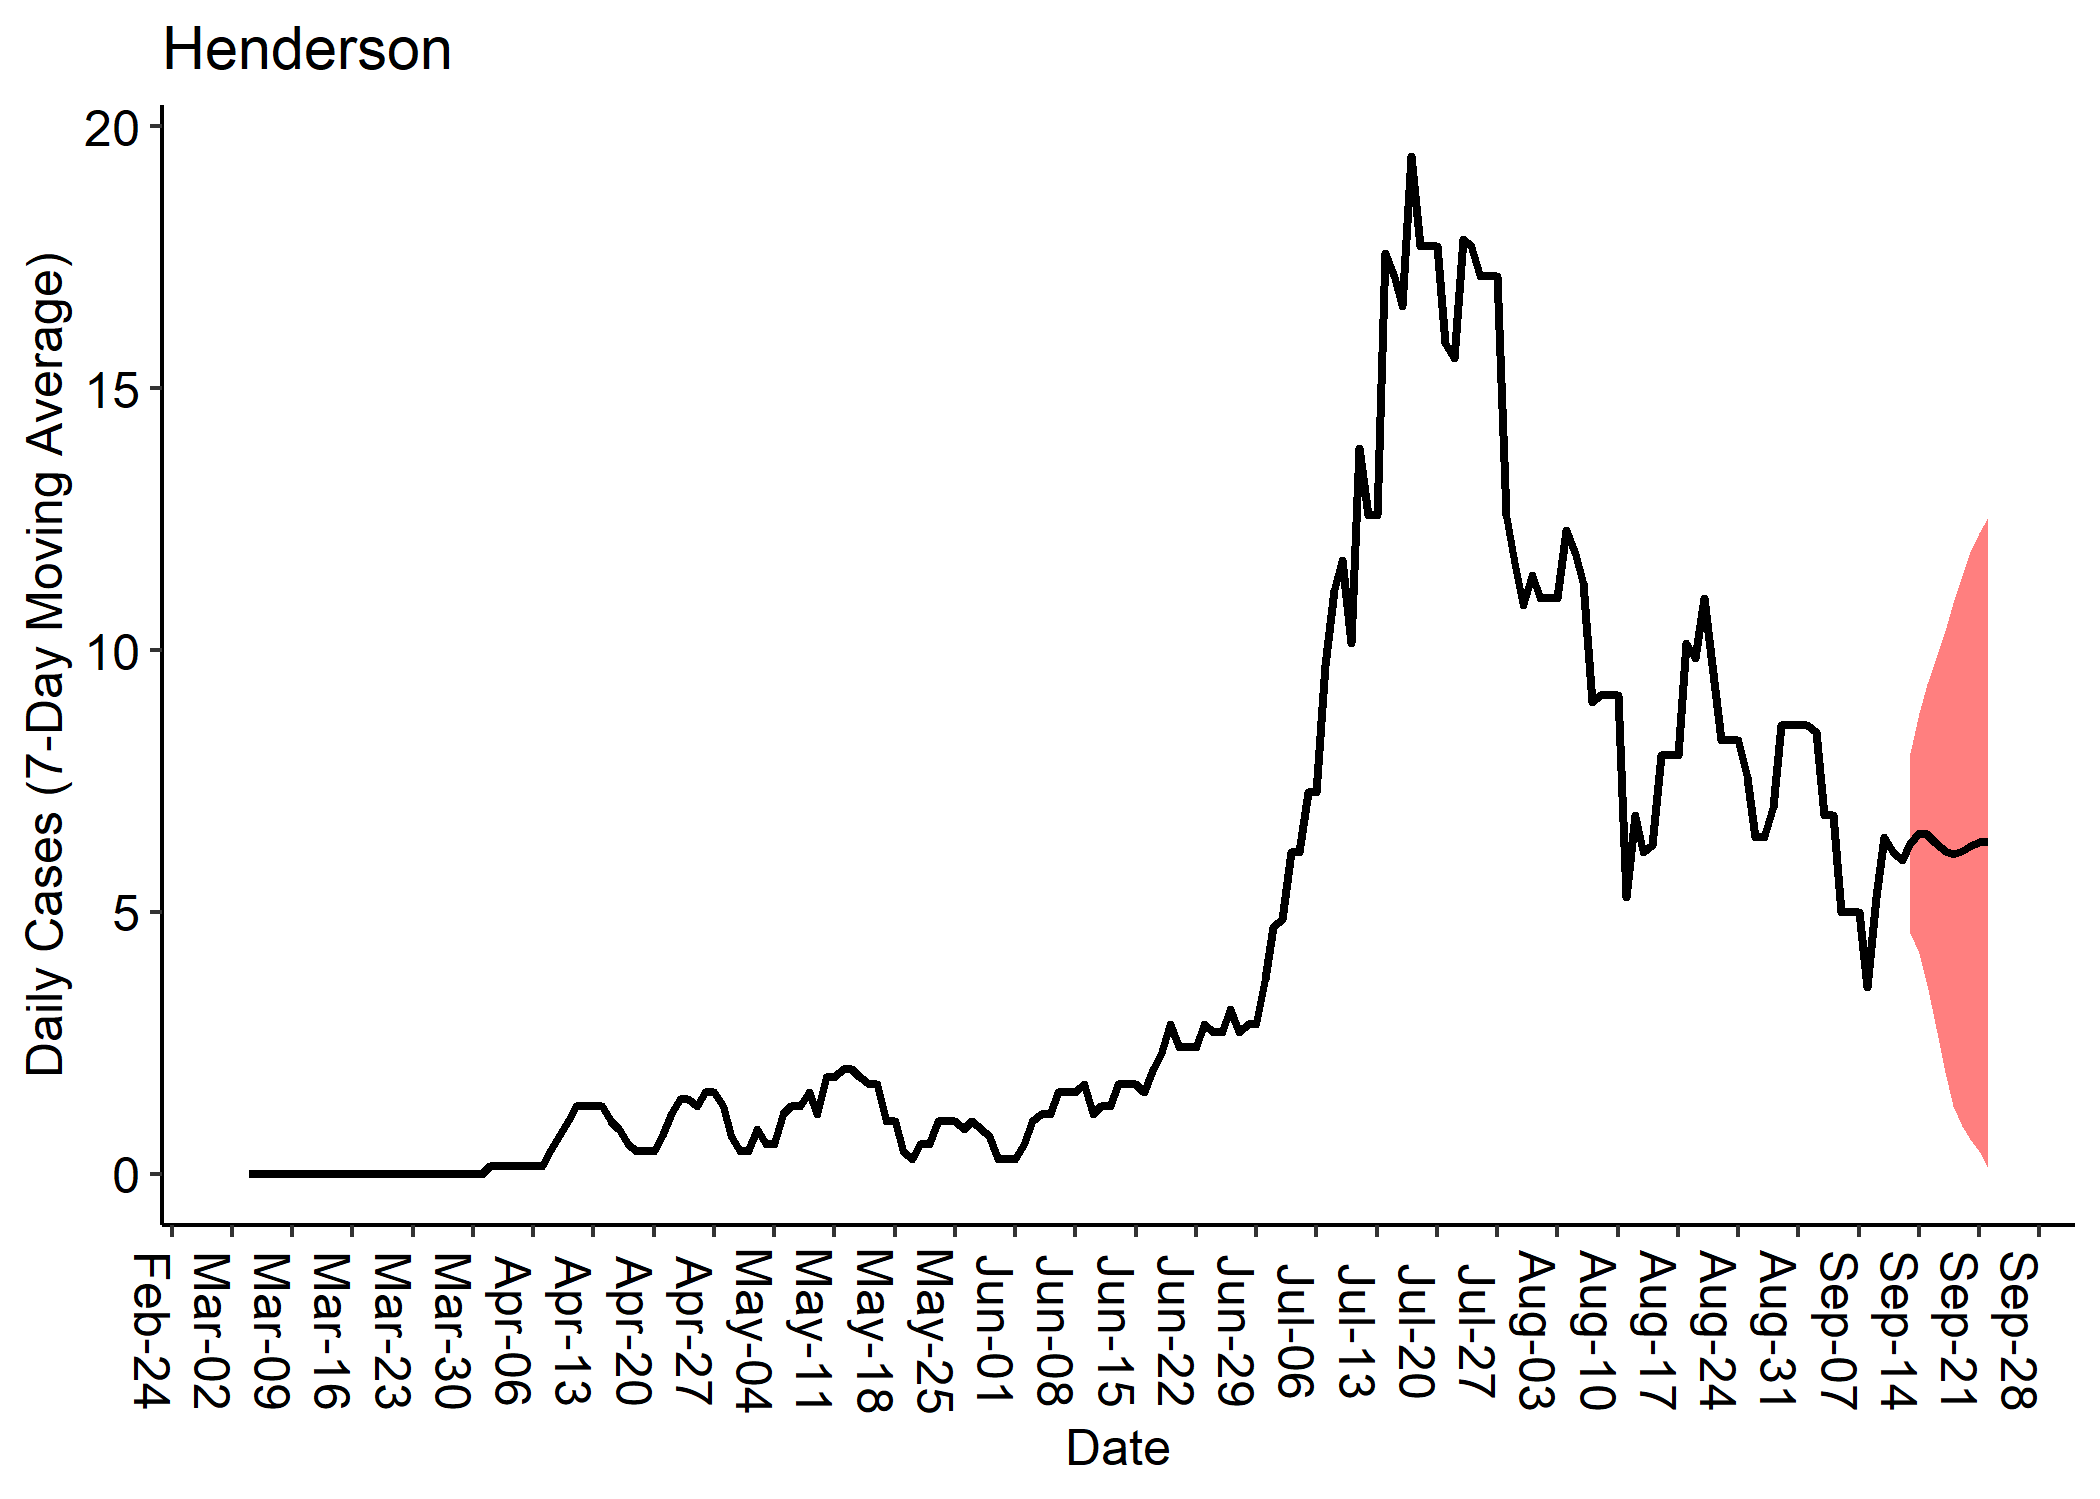 Henderson
Daily Cases (7-Day Moving Average)
20
15
10
5
0
Feb-24
Mar-02
Mar-09
Mar-16
Mar-23
Mar-30
Apr-06
Apr-13
Apr-20
Apr-27
May-04
May-11
May-18
May-25
Jun-01
Jun-08
Jun-15
Jun-22
Jun-29
Jul-06
Jul-13
Jul-20
Jul-27
Aug-03
Aug-10
Aug-17
Aug-24
Aug-31
Sep-07
Sep-14
Sep-21
Sep-28
Date